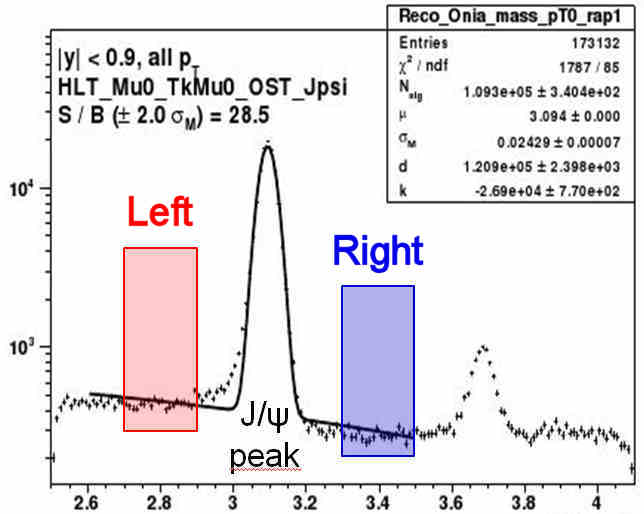 Reco_Onia_mass_pT0_rap1
Entries 173132
χ² / ndf 1787 / 85
N_sig 1.093e+05 ± 3.404e+02
μ 3.094 ± 0.000
σ_M 0.02429 ± 0.00007
d 1.209e+05 ± 2.398e+03
k -2.69e+04 ± 7.70e+02
|y| < 0.9, all p_T
HLT_Mu0_TkMu0_OST_Jpsi
S / B (± 2.0 σ_M) = 28.5
10⁴
Left
Right
10³
J/ψ
peak
2.6 2.8 3 3.2 3.4 3.6 3.8 4